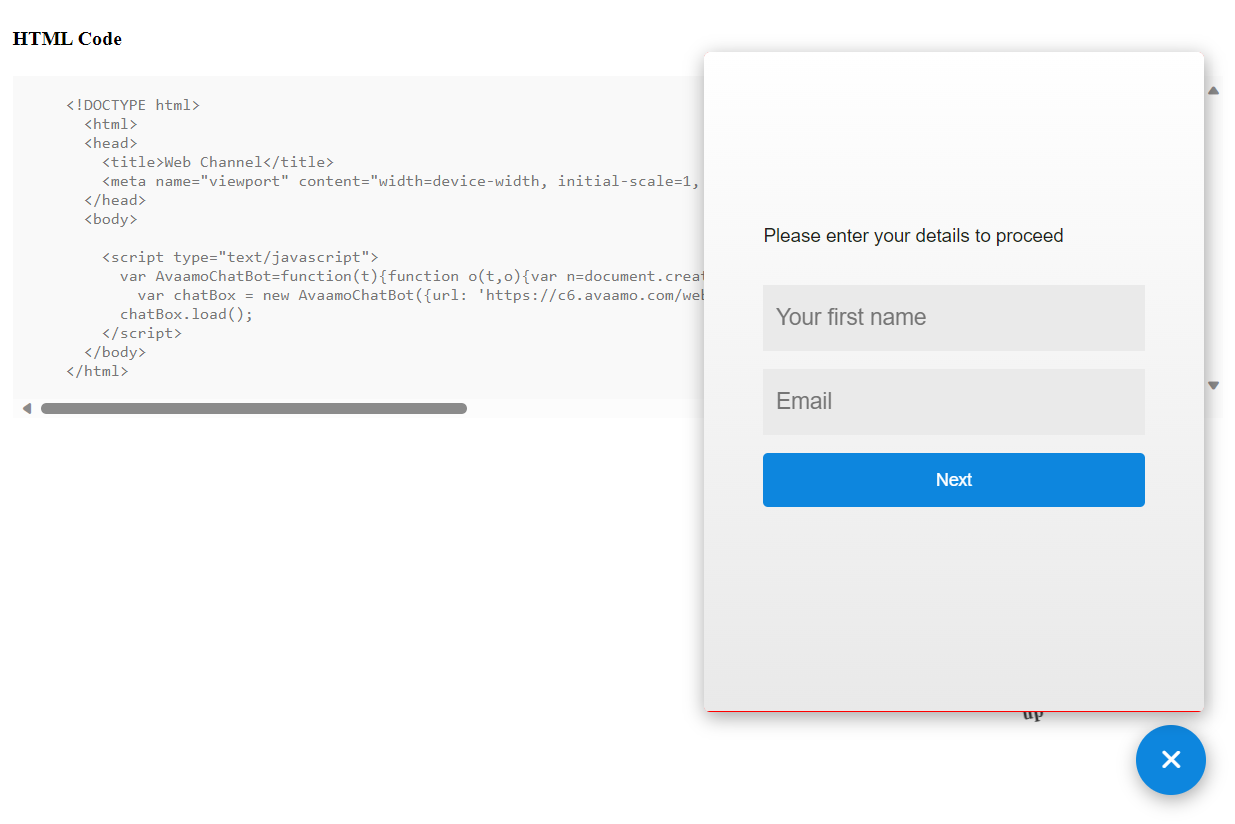 HTML Code
<!DOCTYPE html>
<html>
<head>
<title>Web Channel</title>
<meta name="viewport" content="width=device-width, initial-scale=1,
</head>
<body>
<script type="text/javascript">
var AvaamoChatBot=function(t){function o(t,o){var n=document.creat
var chatBox = new AvaamoChatBot({url: 'https://c6.avaamo.com/web
chatBox.load();
</script>
</body>
</html>
Please enter your details to proceed
Your first name
Email
Next
up